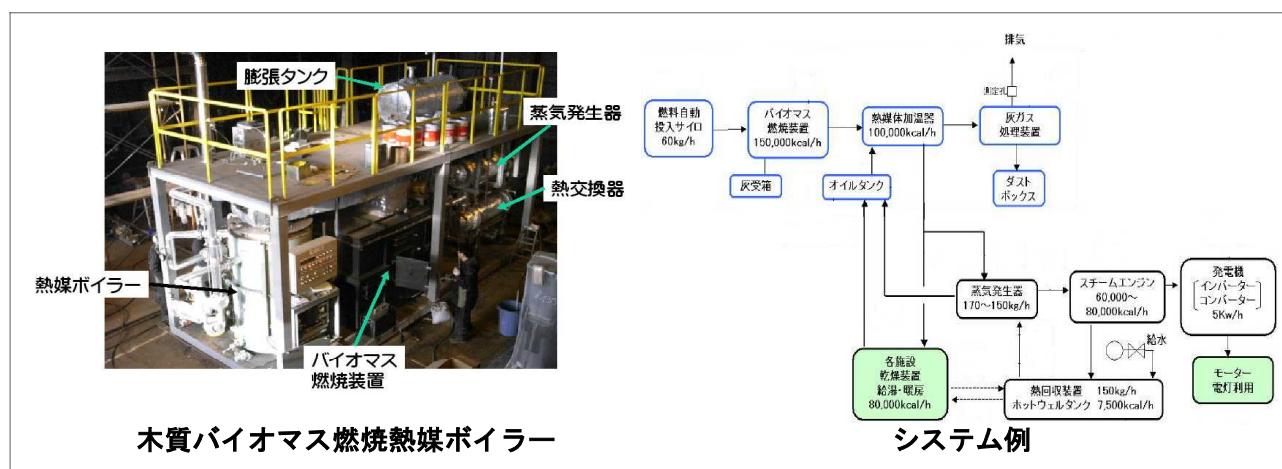 膨張タンク
蒸気発生器
熱交換器
熱媒ボイラー
バイオマス
燃焼装置
木質バイオマス燃焼熱媒ボイラー
排気
測定孔
燃料自動
投入サイロ
60kg/h
バイオマス
燃焼装置
150,000kcal/h
熱媒体加温器
100,000kcal/h
灰ガス
処理装置
灰受箱
オイルタンク
ダスト
ボックス
蒸気発生器
170～150kg/h
スチームエンジン
60,000～
80,000kcal/h
発電機
インバーター
コンバーター
5Kw/h
給水
各施設
乾燥装置
給湯・暖房
80,000kcal/h
熱回収装置 150kg/h
ホットウェルタンク 7,500kcal/h
モーター
電灯利用
システム例